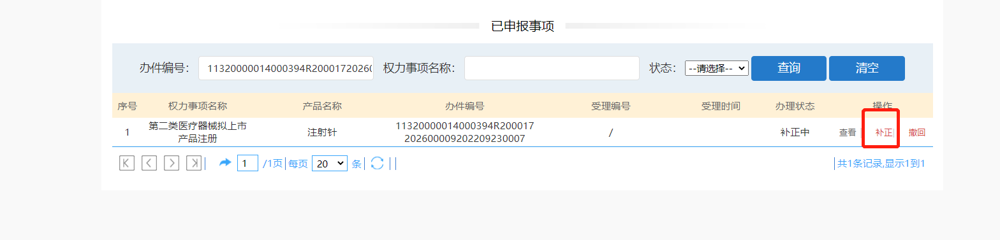 已申报事项
办件编号： 11320000014000394R2000172026 权力事项名称： 状态： --请选择-- 查询 清空
序号 权力事项名称 产品名称 办件编号 受理编号 受理时间 办理状态 操作
1 第二类医疗器械拟上市产品注册 注射针 11320000014000394R200017202600009202209230007 / 补正中 查看 补正 撤回
1 /1页 每页 20 条 共1条记录,显示1到1